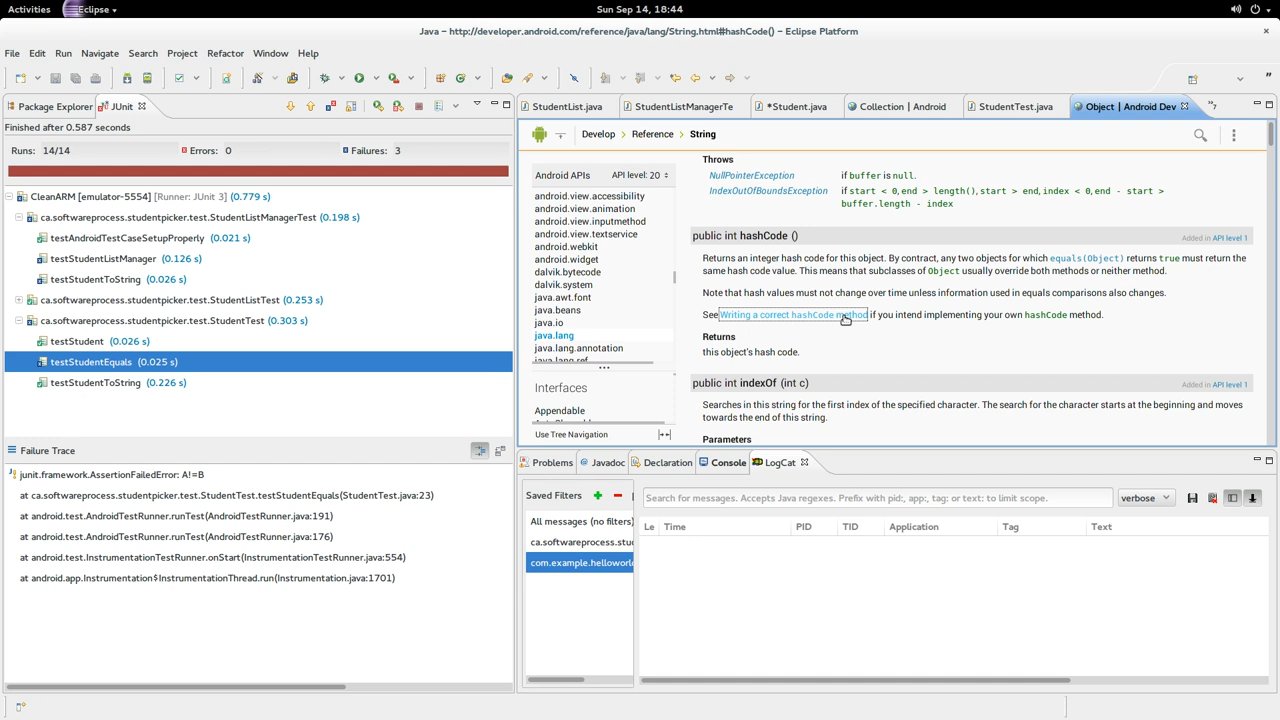 Activities
Eclipse
Sun Sep 14, 18:44
Java – http://developer.android.com/reference/java/lang/String.html#hashCode() – Eclipse Platform
File Edit Run Navigate Search Project Refactor Window Help
Package Explorer
JUnit
Finished after 0.587 seconds
Runs: 14/14
Errors: 0
Failures: 3
CleanARM [emulator-5554] [Runner: JUnit 3] (0.779 s)
ca.softwareprocess.studentpicker.test.StudentListManagerTest (0.198 s)
testAndroidTestCaseSetupProperly (0.021 s)
testStudentListManager (0.126 s)
testStudentToString (0.026 s)
ca.softwareprocess.studentpicker.test.StudentListTest (0.253 s)
ca.softwareprocess.studentpicker.test.StudentTest (0.303 s)
testStudent (0.026 s)
testStudentEquals (0.025 s)
testStudentToString (0.226 s)
Failure Trace
junit.framework.AssertionFailedError: A!=B
at ca.softwareprocess.studentpicker.test.StudentTest.testStudentEquals(StudentTest.java:23)
at android.test.AndroidTestRunner.runTest(AndroidTestRunner.java:191)
at android.test.AndroidTestRunner.runTest(AndroidTestRunner.java:176)
at android.test.InstrumentationTestRunner.onStart(InstrumentationTestRunner.java:554)
at android.app.Instrumentation$InstrumentationThread.run(Instrumentation.java:1701)
StudentList.java
StudentListManagerTe
*Student.java
Collection | Android
StudentTest.java
Object | Android Dev
Develop > Reference > String
Android APIs
API level: 20
android.view.accessibility
android.view.animation
android.view.inputmethod
android.view.textservice
android.webkit
android.widget
dalvik.bytecode
dalvik.system
java.awt.font
java.beans
java.io
java.lang
java.lang.annotation
java.lang.ref
Interfaces
Appendable
Use Tree Navigation
Throws
NullPointerException if buffer is null.
IndexOutOfBoundsException if start < 0, end > length(), start > end, index < 0, end - start >
buffer.length - index
public int hashCode ()
Added in API level 1
Returns an integer hash code for this object. By contract, any two objects for which equals(Object) returns true must return the
same hash code value. This means that subclasses of Object usually override both methods or neither method.
Note that hash values must not change over time unless information used in equals comparisons also changes.
See Writing a correct hashCode method if you intend implementing your own hashCode method.
Returns
this object's hash code.
public int indexOf (int c)
Added in API level 1
Searches in this string for the first index of the specified character. The search for the character starts at the beginning and moves
towards the end of this string.
Parameters
Problems
Javadoc
Declaration
Console
LogCat
Saved Filters
Search for messages. Accepts Java regexes. Prefix with pid:, app:, tag: or text: to limit scope.
verbose
All messages (no filters)
ca.softwareprocess.stu
com.example.helloworl
Le Time PID TID Application Tag Text